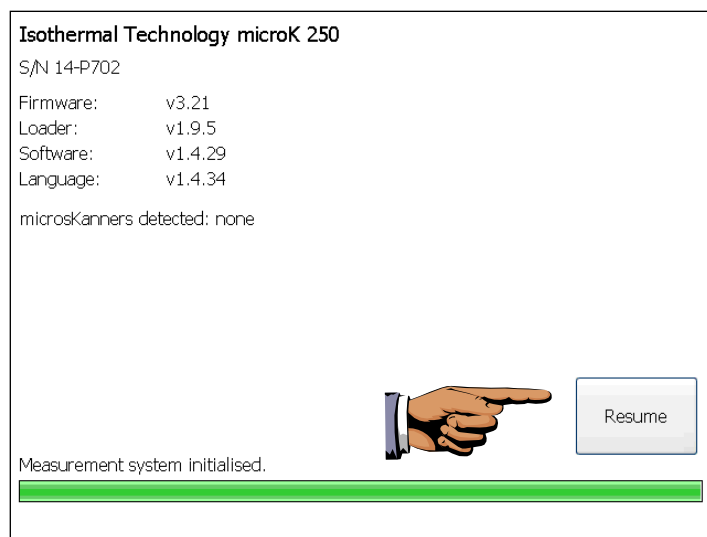 Isothermal Technology microK 250
S/N 14-P702
Firmware: v3.21
Loader: v1.9.5
Software: v1.4.29
Language: v1.4.34
microsKanners detected: none
Resume
Measurement system initialised.